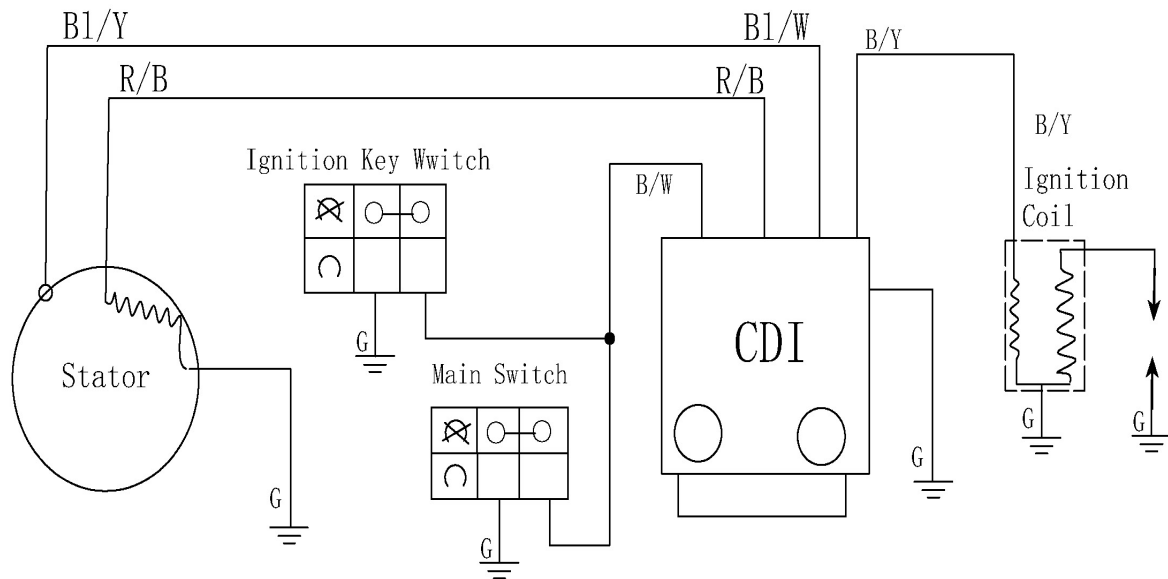 Bl/Y
Bl/W
B/Y
R/B
R/B
B/Y
Ignition Key Wwitch
B/W
Ignition
Coil
CDI
G
Stator
Main Switch
G
G
G
G
G